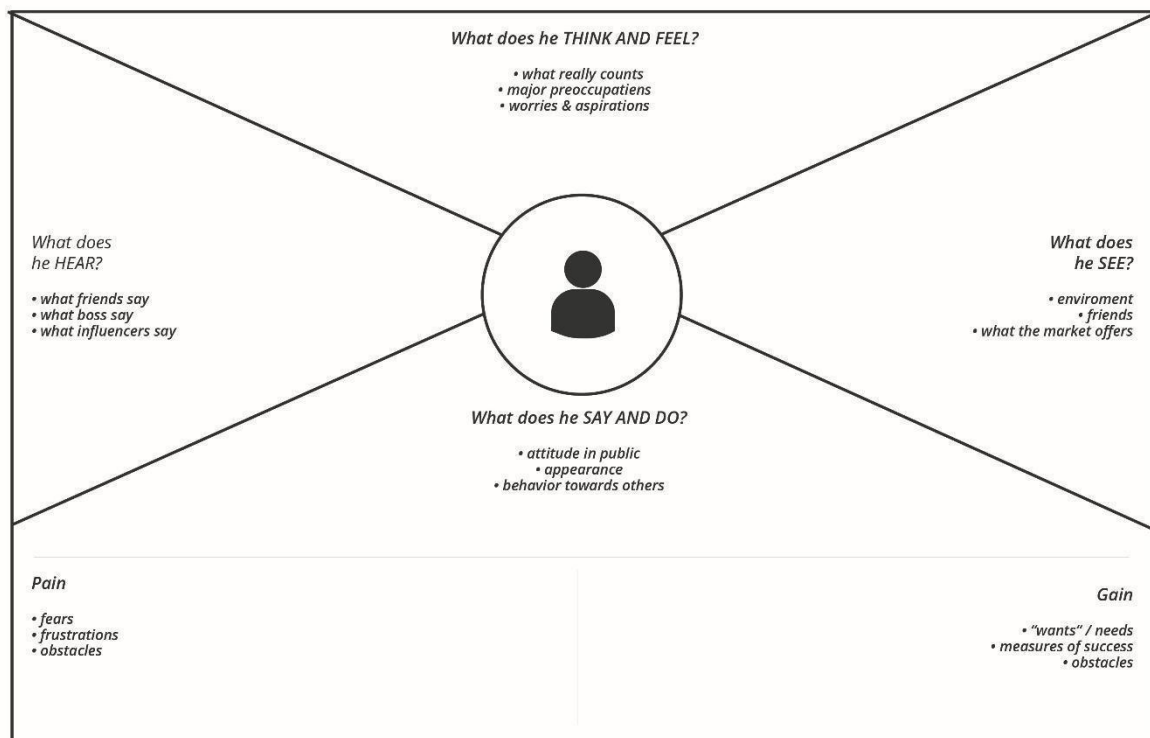 What does he THINK AND FEEL?
• what really counts
• major preoccupatiens
• worries & aspirations
What does
he HEAR?
• what friends say
• what boss say
• what influencers say
What does
he SEE?
• enviroment
• friends
• what the market offers
What does he SAY AND DO?
• attitude in public
• appearance
• behavior towards others
Pain
• fears
• frustrations
• obstacles
Gain
• “wants” / needs
• measures of success
• obstacles